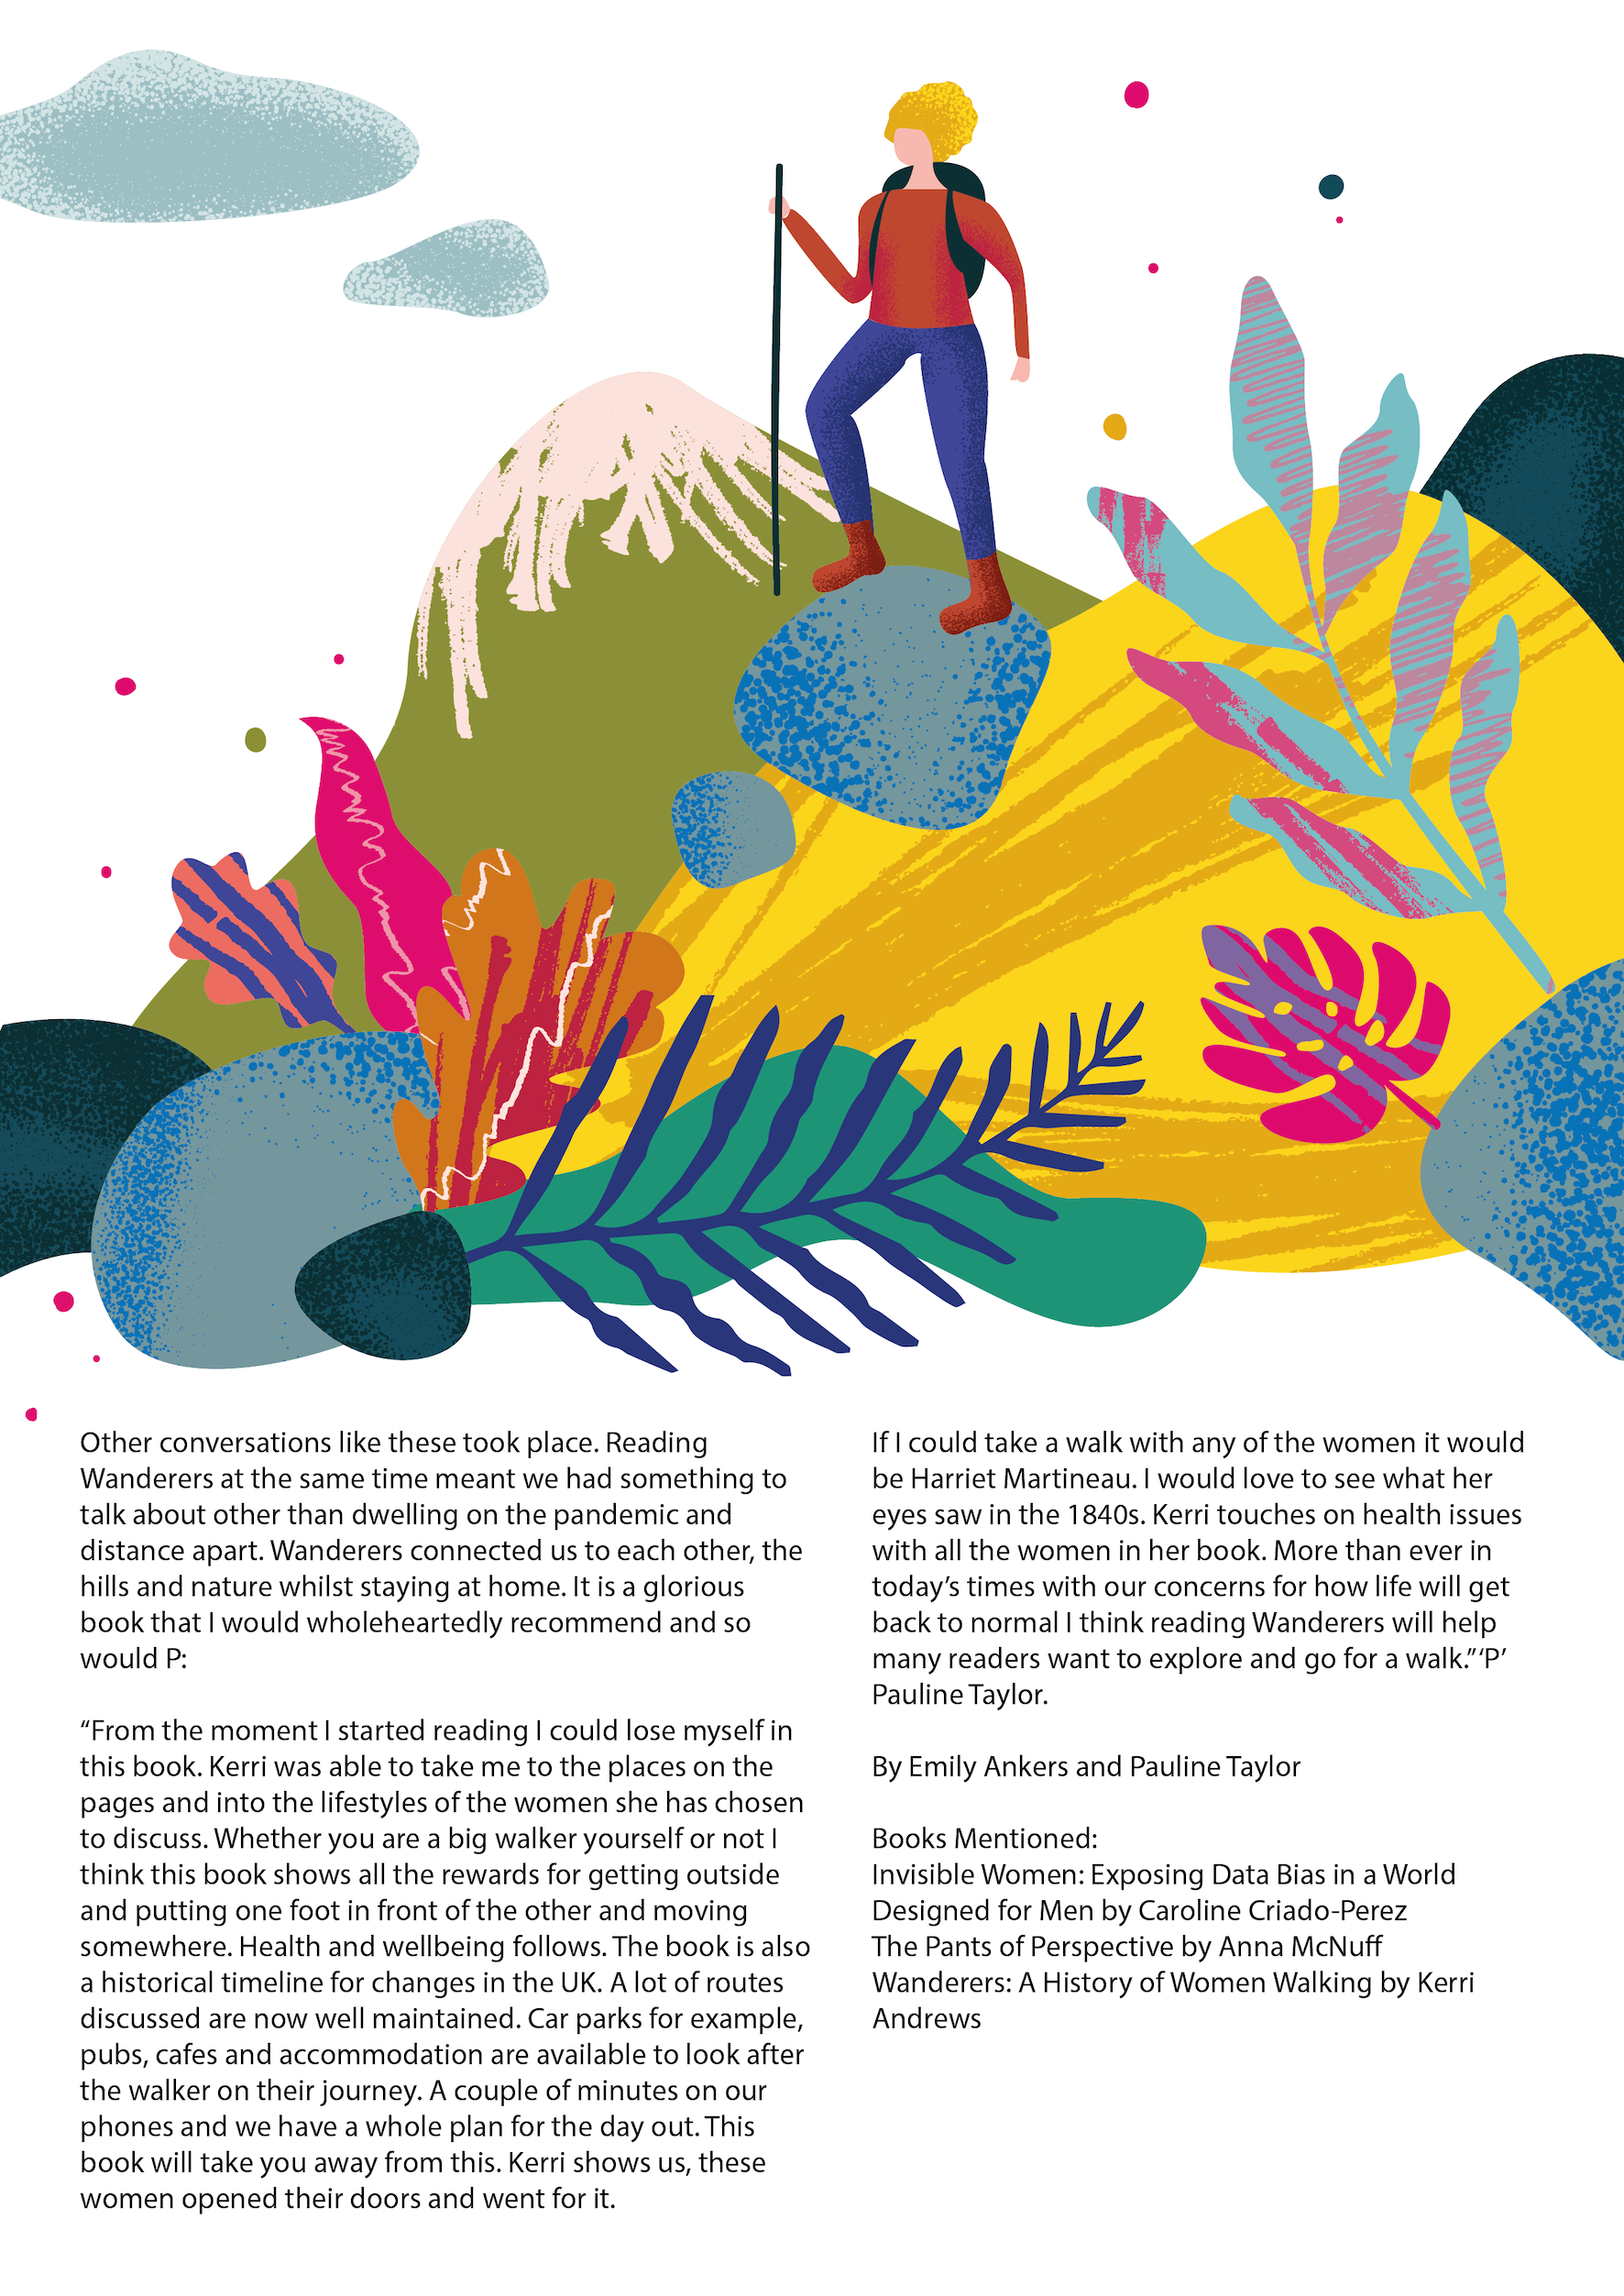 Other conversations like these took place. Reading
Wanderers at the same time meant we had something to
talk about other than dwelling on the pandemic and
distance apart. Wanderers connected us to each other, the
hills and nature whilst staying at home. It is a glorious
book that I would wholeheartedly recommend and so
would P:
“From the moment I started reading I could lose myself in
this book. Kerri was able to take me to the places on the
pages and into the lifestyles of the women she has chosen
to discuss. Whether you are a big walker yourself or not I
think this book shows all the rewards for getting outside
and putting one foot in front of the other and moving
somewhere. Health and wellbeing follows. The book is also
a historical timeline for changes in the UK. A lot of routes
discussed are now well maintained. Car parks for example,
pubs, cafes and accommodation are available to look after
the walker on their journey. A couple of minutes on our
phones and we have a whole plan for the day out. This
book will take you away from this. Kerri shows us, these
women opened their doors and went for it.
If I could take a walk with any of the women it would
be Harriet Martineau. I would love to see what her
eyes saw in the 1840s. Kerri touches on health issues
with all the women in her book. More than ever in
today’s times with our concerns for how life will get
back to normal I think reading Wanderers will help
many readers want to explore and go for a walk.” ‘P’
Pauline Taylor.
By Emily Ankers and Pauline Taylor
Books Mentioned:
Invisible Women: Exposing Data Bias in a World
Designed for Men by Caroline Criado-Perez
The Pants of Perspective by Anna McNuff
Wanderers: A History of Women Walking by Kerri
Andrews